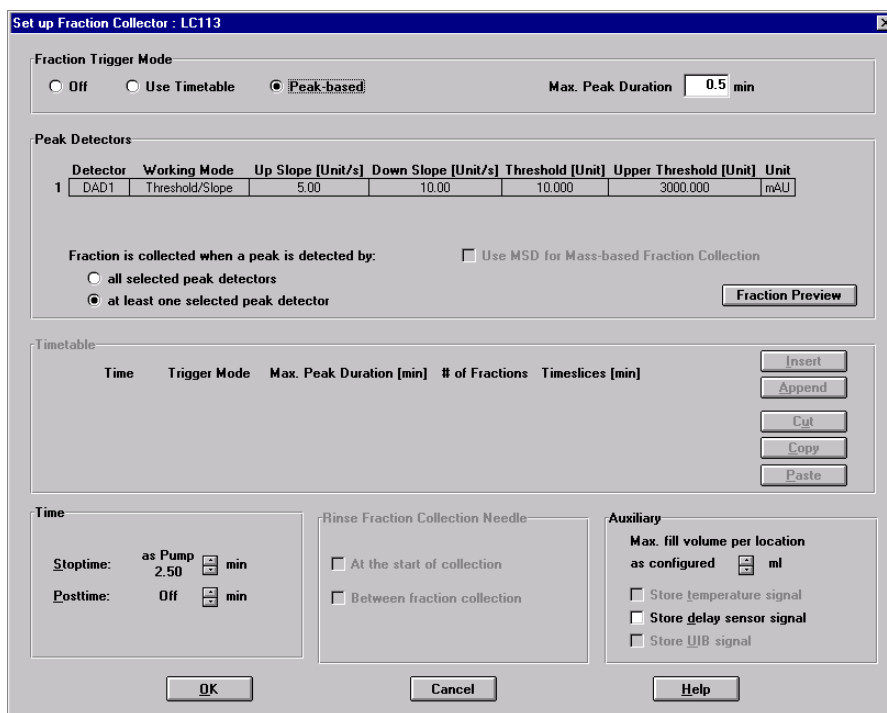 Set up Fraction Collector : LC113
Fraction Trigger Mode
Off Use Timetable Peak-based Max. Peak Duration 0.5 min
Peak Detectors
Detector Working Mode Up Slope [Unit/s] Down Slope [Unit/s] Threshold [Unit] Upper Threshold [Unit] Unit
1 DAD1 Threshold/Slope 5.00 10.00 10.000 3000.000 mAU
Fraction is collected when a peak is detected by: Use MSD for Mass-based Fraction Collection
all selected peak detectors
at least one selected peak detector
Fraction Preview
Timetable
Time Trigger Mode Max. Peak Duration [min] # of Fractions Timeslices [min]
Insert
Append
Cut
Copy
Paste
Time
as Pump
Stoptime: 2.50 min
Posttime: Off min
Rinse Fraction Collection Needle
At the start of collection
Between fraction collection
Auxiliary
Max. fill volume per location
as configured ml
Store temperature signal
Store delay sensor signal
Store UIB signal
OK Cancel Help